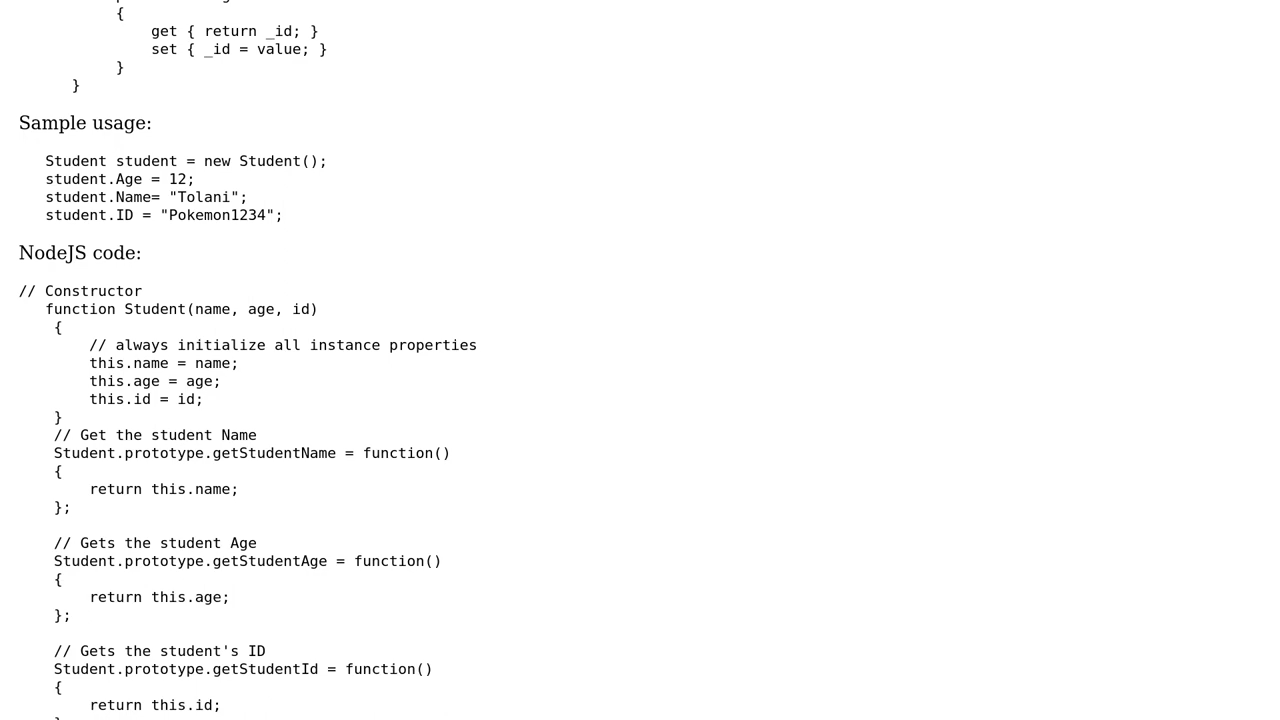 {
get { return _id; }
set { _id = value; }
}
}
Sample usage:
Student student = new Student();
student.Age = 12;
student.Name= "Tolani";
student.ID = "Pokemon1234";
NodeJS code:
// Constructor
function Student(name, age, id)
{
// always initialize all instance properties
this.name = name;
this.age = age;
this.id = id;
}
// Get the student Name
Student.prototype.getStudentName = function()
{
return this.name;
};
// Gets the student Age
Student.prototype.getStudentAge = function()
{
return this.age;
};
// Gets the student's ID
Student.prototype.getStudentId = function()
{
return this.id;